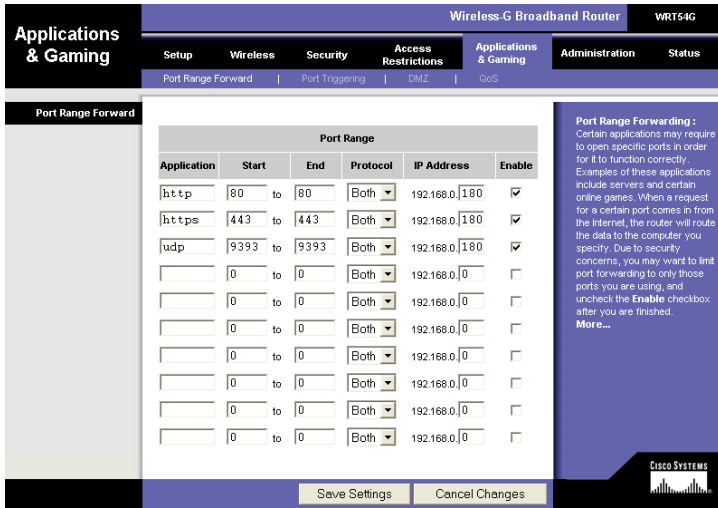 Wireless-G Broadband Router WRT54G
Applications
& Gaming
Setup Wireless Security Access Restrictions Applications & Gaming Administration Status
Port Range Forward | Port Triggering | DMZ | QoS
Port Range Forward
Port Range
Application Start End Protocol IP Address Enable
http 80 to 80 Both 192.168.0. 180
https 443 to 443 Both 192.168.0. 180
udp 9393 to 9393 Both 192.168.0. 180
0 to 0 Both 192.168.0. 0
0 to 0 Both 192.168.0. 0
0 to 0 Both 192.168.0. 0
0 to 0 Both 192.168.0. 0
0 to 0 Both 192.168.0. 0
0 to 0 Both 192.168.0. 0
0 to 0 Both 192.168.0. 0
Port Range Forwarding :
Certain applications may require
to open specific ports in order
for it to function correctly.
Examples of these applications
include servers and certain
online games. When a request
for a certain port comes in from
the Internet, the router will route
the data to the computer you
specify. Due to security
concerns, you may want to limit
port forwarding to only those
ports you are using, and
uncheck the Enable checkbox
after you are finished.
More...
Save Settings Cancel Changes
CISCO SYSTEMS